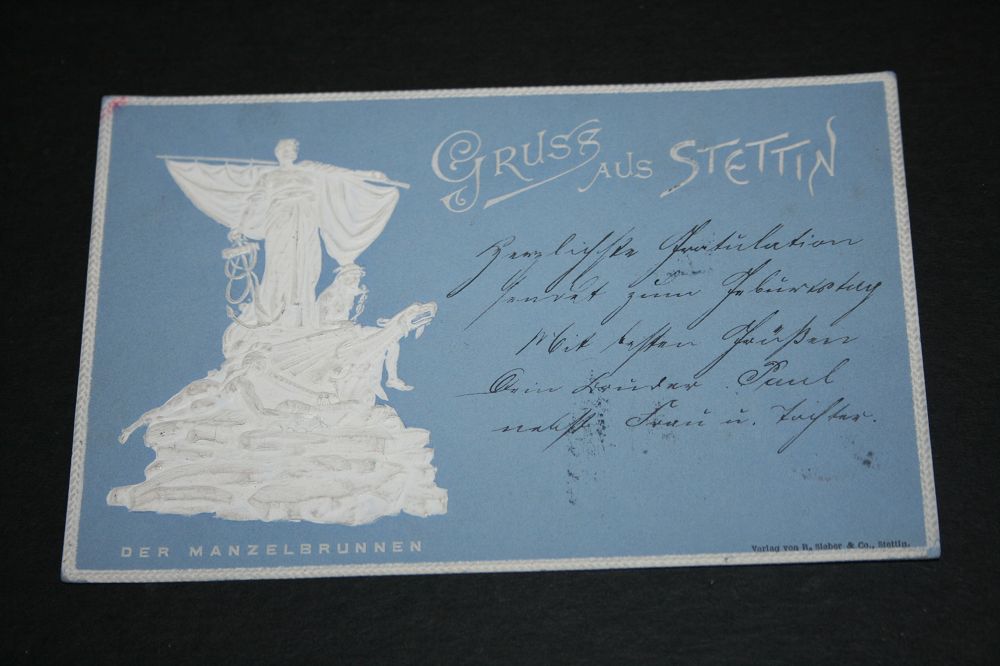 GRUSS AUS STETTIN
Herzlichste Gratulation
sendet zum Geburtstag
Mit besten Grüßen
Dein Bruder Paul
nebst Frau u. Tochter.
DER MANZELBRUNNEN
Verlag von R. Sieber & Co., Stettin.